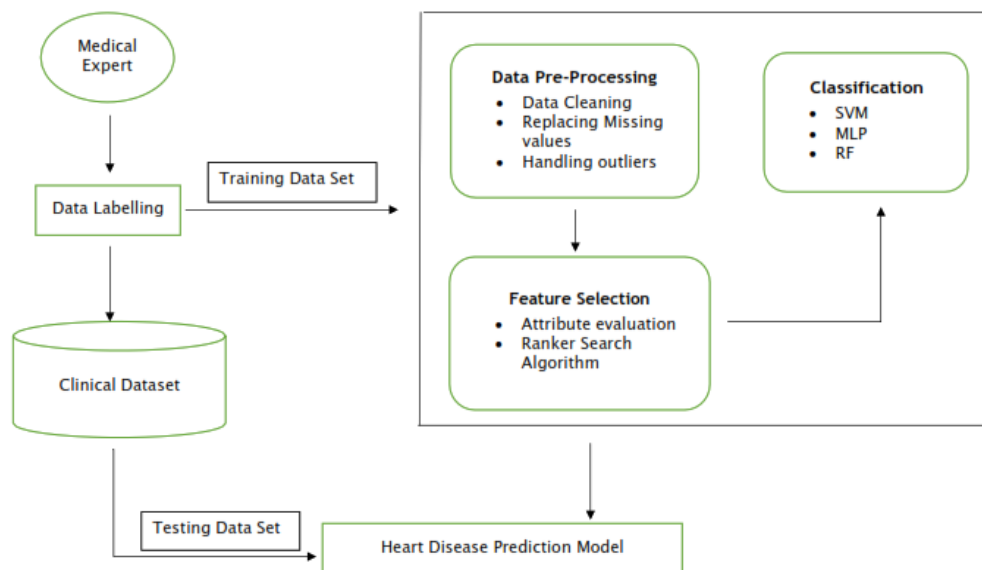 Medical
Expert
Data Pre-Processing
• Data Cleaning
• Replacing Missing
values
• Handling outliers
Classification
• SVM
• MLP
• RF
Training Data Set
Data Labelling
Feature Selection
• Attribute evaluation
• Ranker Search
Algorithm
Clinical Dataset
Testing Data Set
Heart Disease Prediction Model